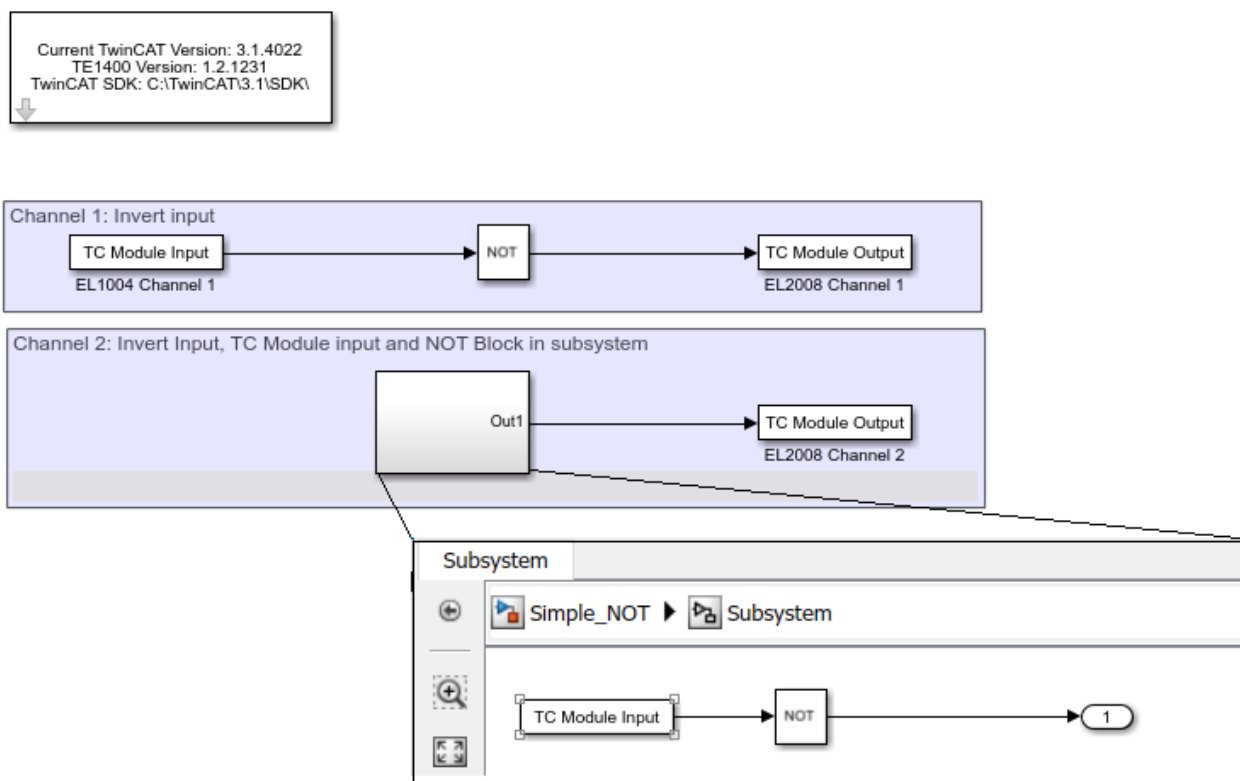 Current TwinCAT Version: 3.1.4022
TE1400 Version: 1.2.1231
TwinCAT SDK: C:\TwinCAT\3.1\SDK\
Channel 1: Invert input
TC Module Input
NOT
TC Module Output
EL1004 Channel 1
EL2008 Channel 1
Channel 2: Invert Input, TC Module input and NOT Block in subsystem
Out1
TC Module Output
EL2008 Channel 2
Subsystem
Simple_NOT
Subsystem
TC Module Input
NOT
1